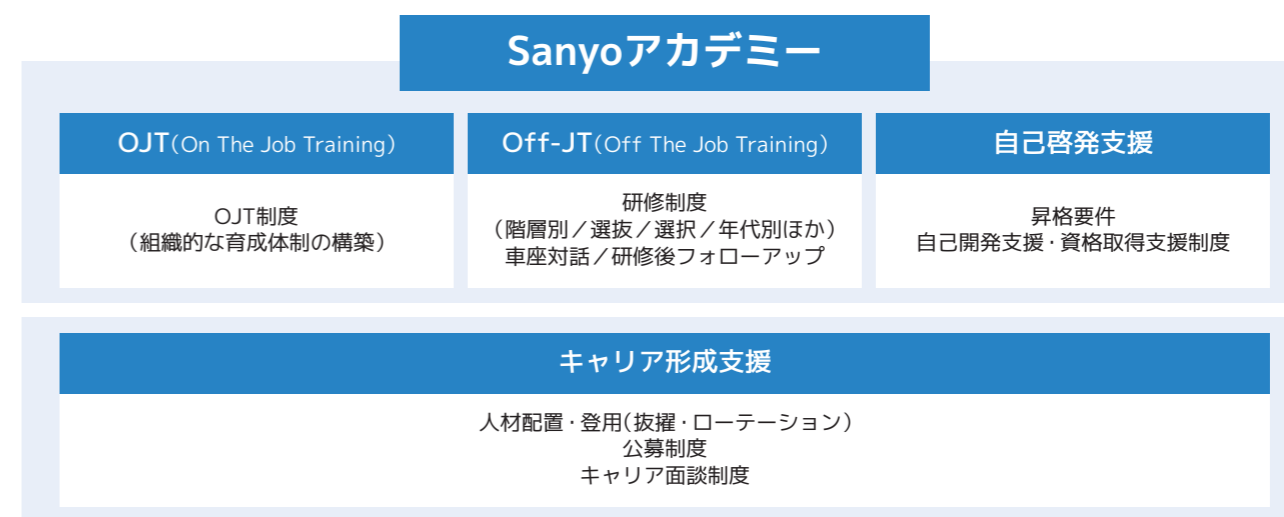 Sanyoアカデミー
OJT(On The Job Training)
OJT制度
（組織的な育成体制の構築）
Off-JT(Off The Job Training)
研修制度
（階層別／選抜／選択／年代別ほか）
車座対話／研修後フォローアップ
自己啓発支援
昇格要件
自己開発支援・資格取得支援制度
キャリア形成支援
人材配置・登用(抜擢・ローテーション)
公募制度
キャリア面談制度